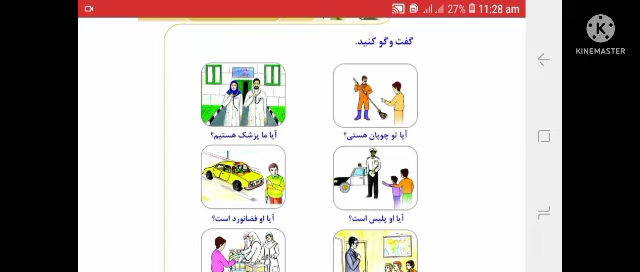 27% 11:28 am
KINEMASTER
گفت و گو کنید.
آیا تو چوپان هستی؟
آیا ما پزشک هستیم؟
آیا او پلیس است؟
آیا او فضانورد است؟